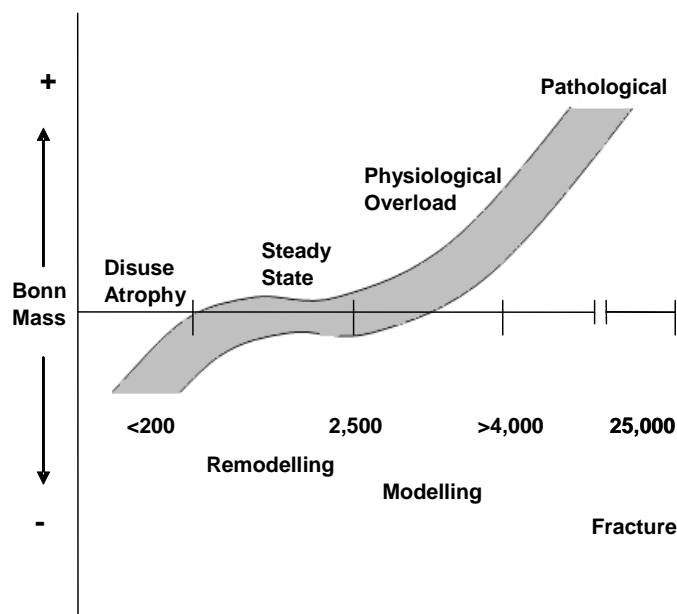 +
Pathological
Physiological
Overload
Steady
State
Disuse
Atrophy
Bonn
Mass
<200
2,500
>4,000
25,000
Remodelling
Modelling
-
Fracture